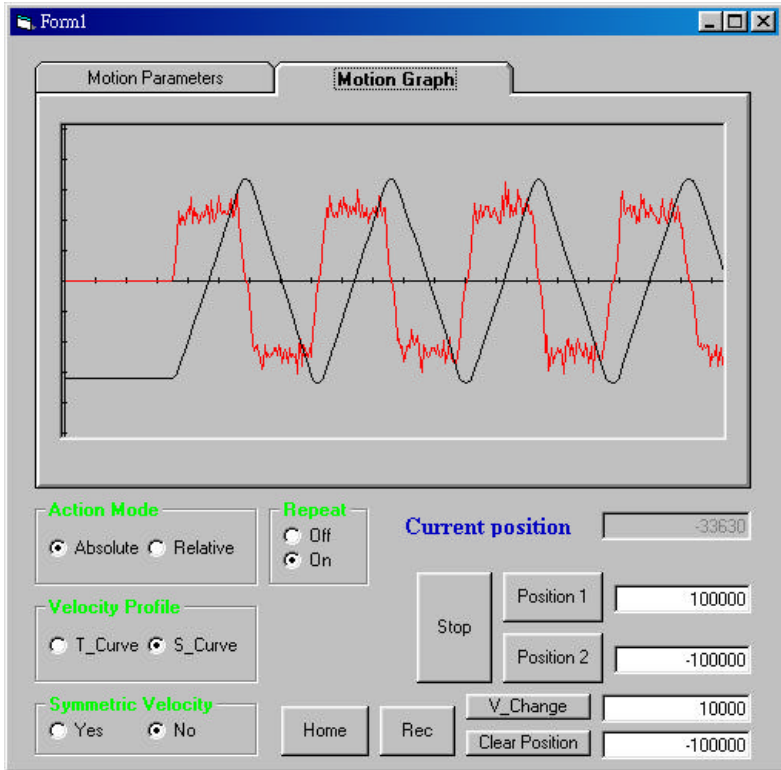 Form1
Motion Parameters Motion Graph
Action Mode
Absolute Relative
Repeat
Off
On
Current position -33630
Velocity Profile
T_Curve S_Curve
Stop
Position 1 100000
Position 2 -100000
Symmetric Velocity
Yes No
Home Rec
V_Change 10000
Clear Position -100000